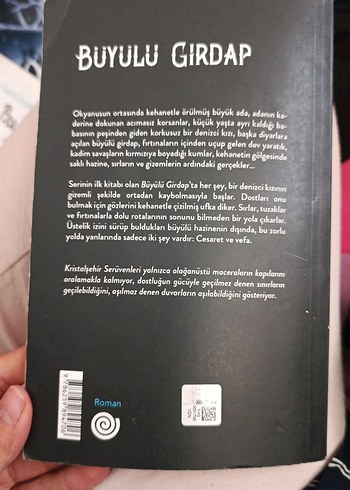 BÜYÜLÜ GİRDAP
Okyanusun ortasında kehanetle örülmüş büyük ada, adanın ka-
derine dokunan acımasız korsanlar, küçük yaşta ayrı kaldığı ba-
basının peşinden giden korkusuz bir denizci kızı, başka diyarlara
açılan büyülü girdap, fırtınaların içinden uçup gelen dev yaratık,
kadim savaşların kırmızıya boyadığı kumlar, kehanetin gölgesinde
saklı hazine, sırların ve gizemlerin ardındaki gerçekler...
Serinin ilk kitabı olan Büyülü Girdap'ta her şey, bir denizci kızının
gizemli şekilde ortadan kaybolmasıyla başlar. Dostları onu
bulmak için gözlerini kehanetle çizilmiş ufka diker. Sırlar, tuzaklar
ve fırtınalarla dolu rotalarının sonunu bilmeden bir yola çıkarlar.
Üstelik izini sürüp buldukları büyülü hazinenin dışında, bu zorlu
yolda yanlarında sadece iki şey vardır: Cesaret ve vefa.
Kristalşehir Serüvenleri yalnızca olağanüstü maceraların kapılarını
aralamakla kalmıyor, dostluğun gücüyle geçilmez denen sınırların
geçilebildiğini, aşılmaz denen duvarların aşılabildiğini gösteriyor.
Roman